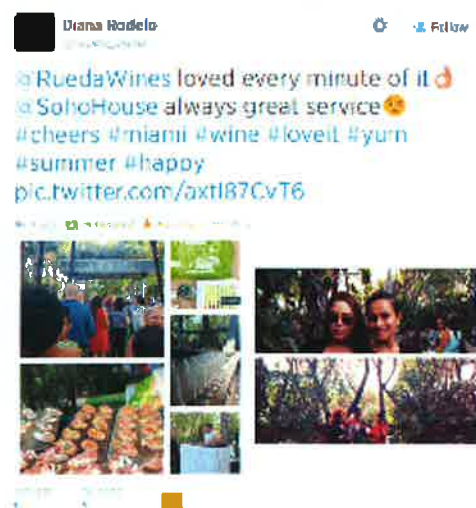 Diana Rodelo
Follow
@RuedaWines loved every minute of it👌
@SohoHouse always great service
#cheers #miami #wine #loveit #yum
#summer #happy
pic.twitter.com/axtl87CvT6